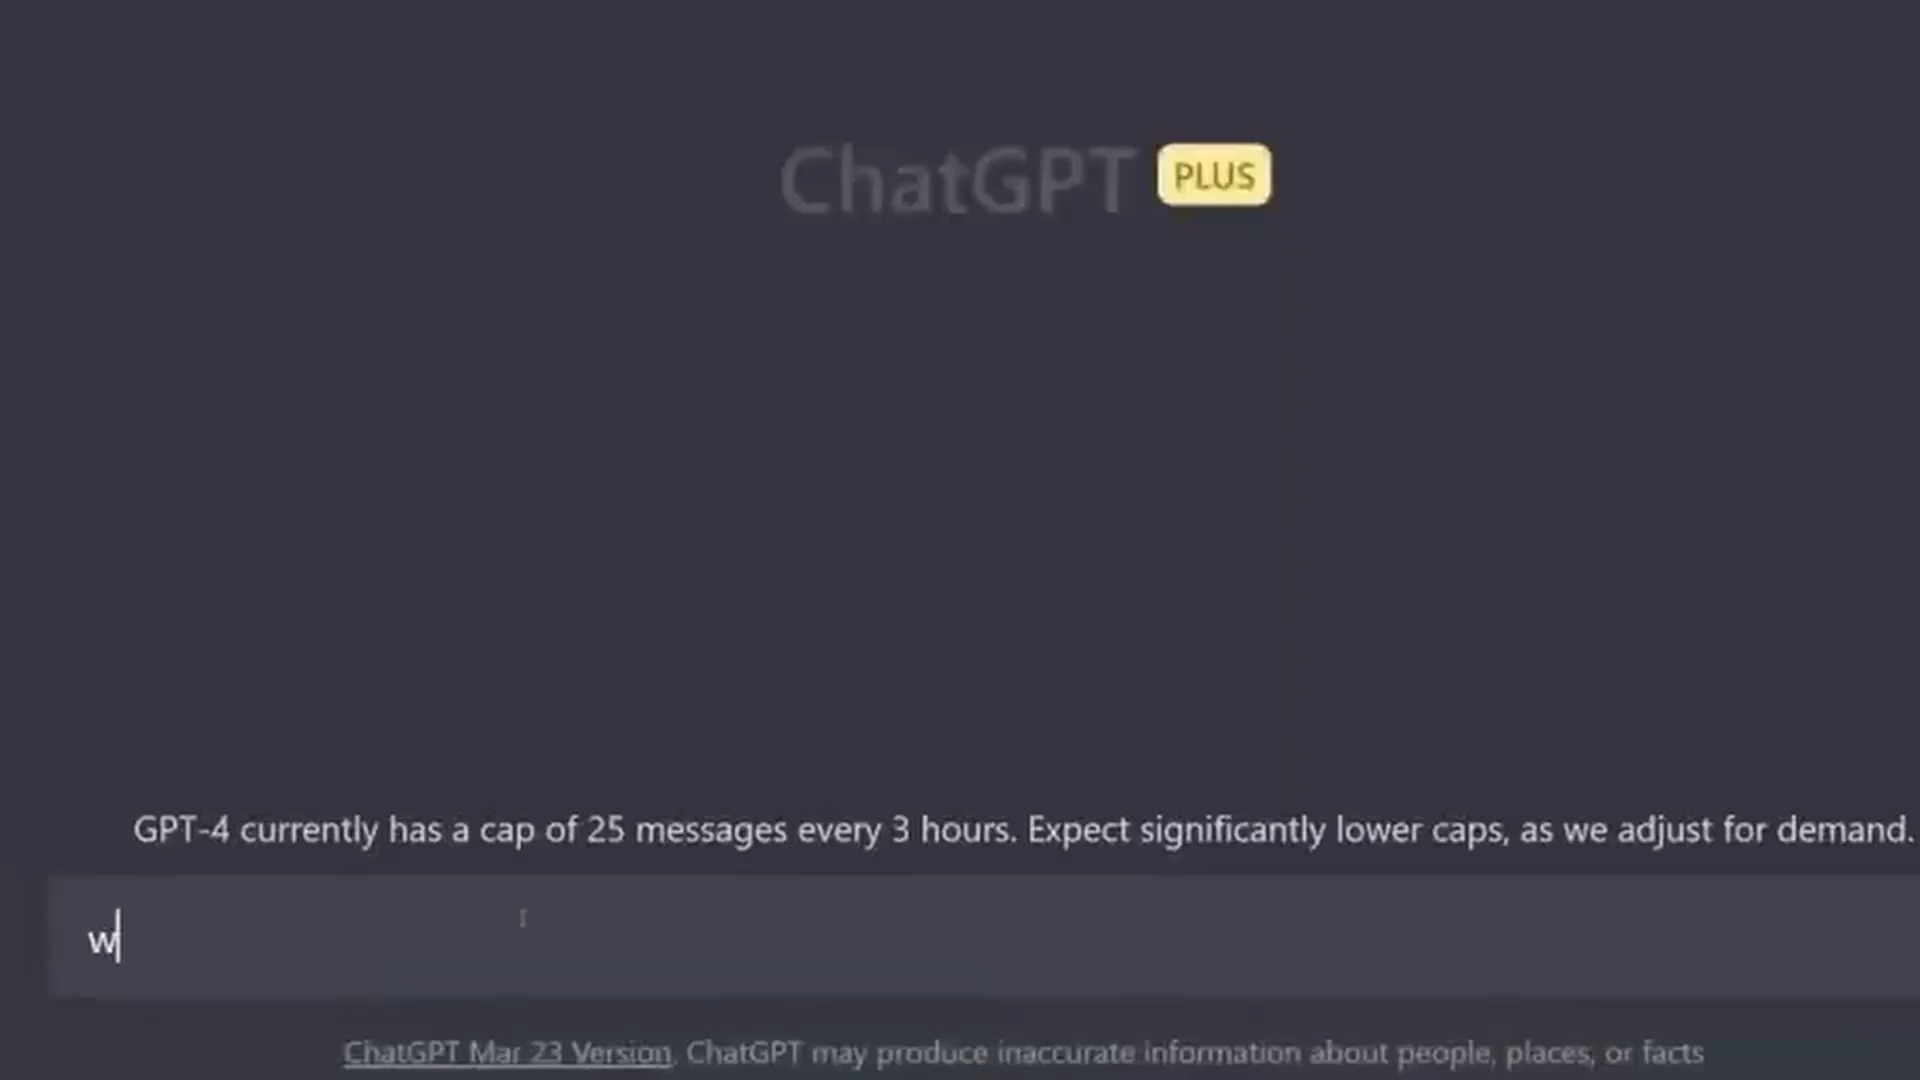 ChatGPT PLUS
GPT-4 currently has a cap of 25 messages every 3 hours. Expect significantly lower caps, as we adjust for demand.
w
ChatGPT Mar 23 Version. ChatGPT may produce inaccurate information about people, places, or facts